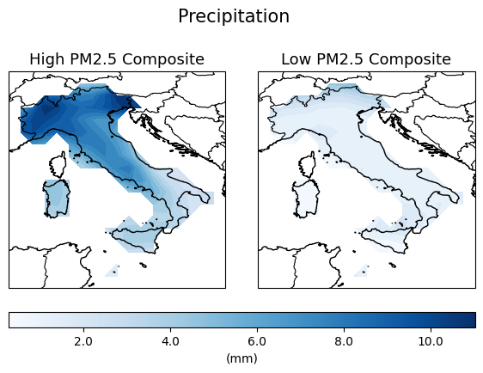 Precipitation
High PM2.5 Composite
Low PM2.5 Composite
2.0 4.0 6.0 8.0 10.0
(mm)